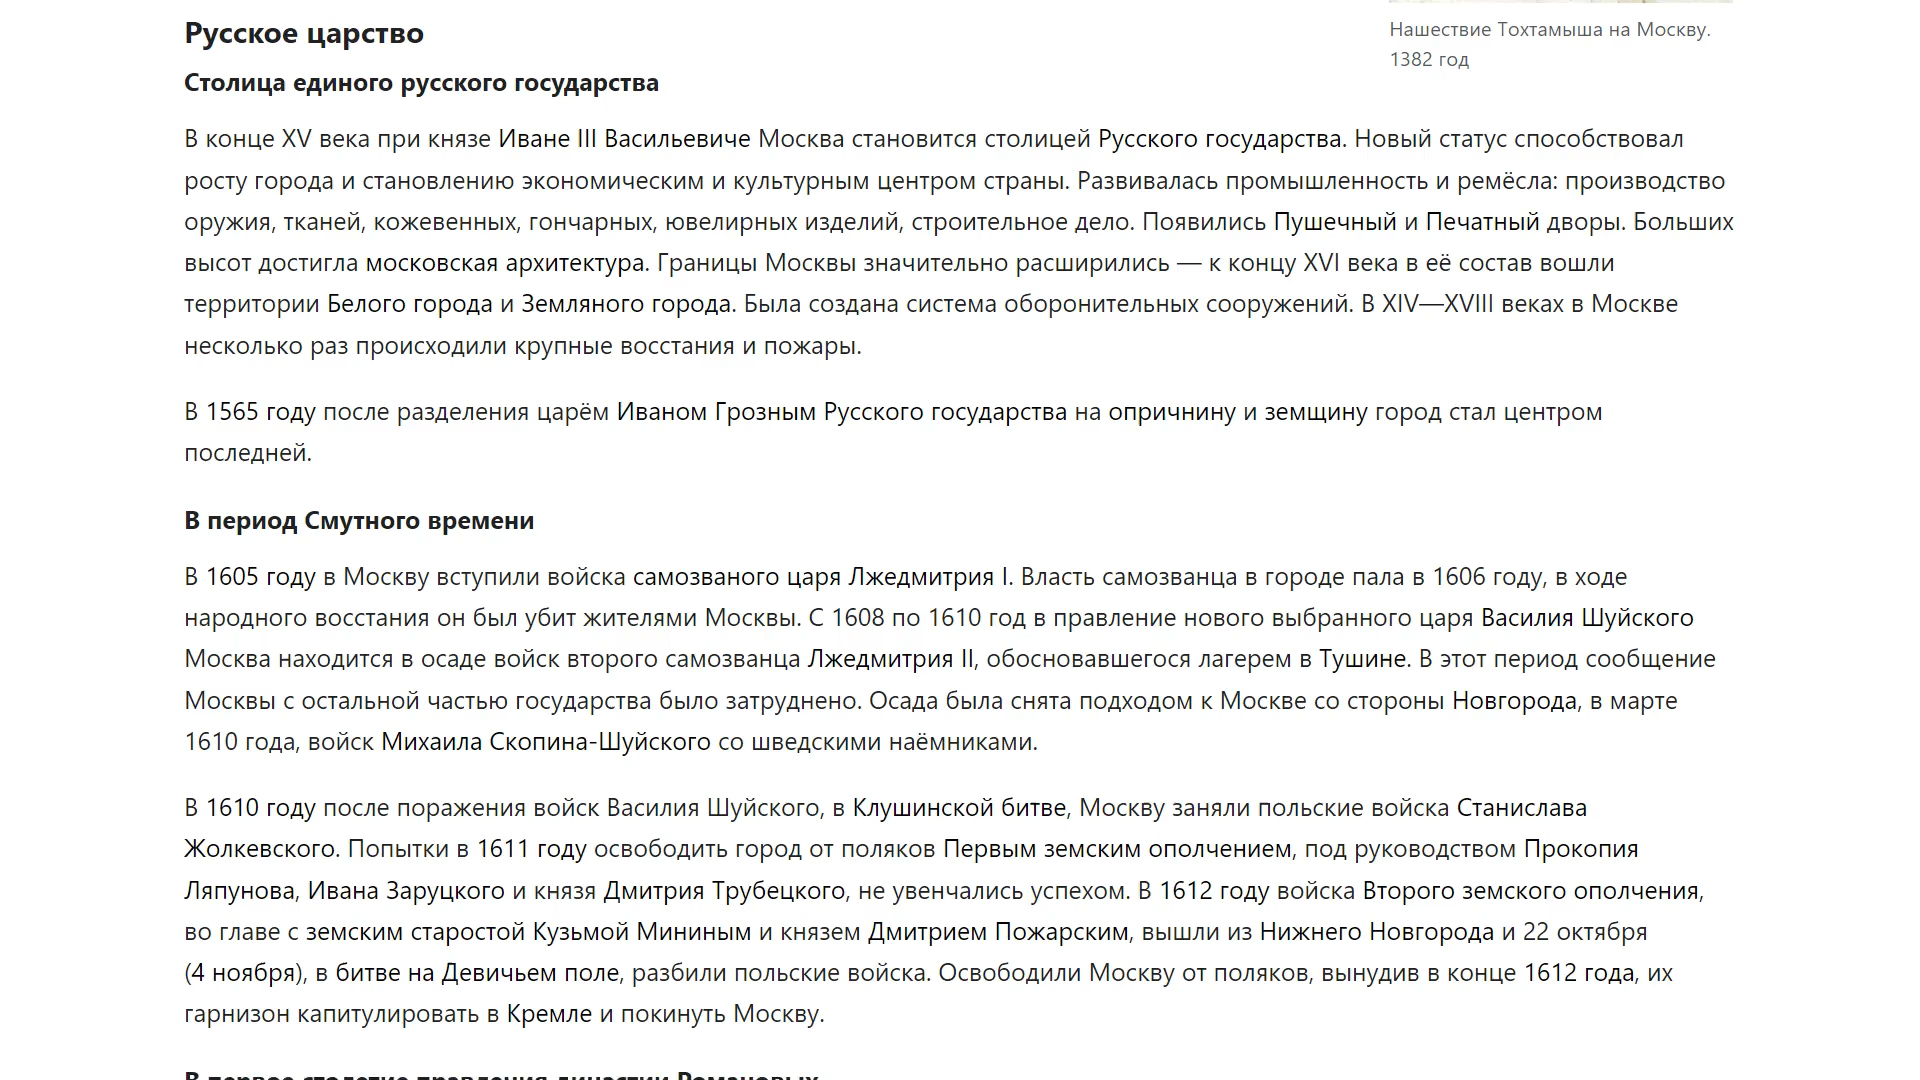 Русское царство
Нашествие Тохтамыша на Москву.
1382 год
Столица единого русского государства
В конце XV века при князе Иване III Васильевиче Москва становится столицей Русского государства. Новый статус способствовал
росту города и становлению экономическим и культурным центром страны. Развивалась промышленность и ремёсла: производство
оружия, тканей, кожевенных, гончарных, ювелирных изделий, строительное дело. Появились Пушечный и Печатный дворы. Больших
высот достигла московская архитектура. Границы Москвы значительно расширились — к концу XVI века в её состав вошли
территории Белого города и Земляного города. Была создана система оборонительных сооружений. В XIV—XVIII веках в Москве
несколько раз происходили крупные восстания и пожары.
В 1565 году после разделения царём Иваном Грозным Русского государства на опричнину и земщину город стал центром
последней.
В период Смутного времени
В 1605 году в Москву вступили войска самозваного царя Лжедмитрия I. Власть самозванца в городе пала в 1606 году, в ходе
народного восстания он был убит жителями Москвы. С 1608 по 1610 год в правление нового выбранного царя Василия Шуйского
Москва находится в осаде войск второго самозванца Лжедмитрия II, обосновавшегося лагерем в Тушине. В этот период сообщение
Москвы с остальной частью государства было затруднено. Осада была снята подходом к Москве со стороны Новгорода, в марте
1610 года, войск Михаила Скопина-Шуйского со шведскими наёмниками.
В 1610 году после поражения войск Василия Шуйского, в Клушинской битве, Москву заняли польские войска Станислава
Жолкевского. Попытки в 1611 году освободить город от поляков Первым земским ополчением, под руководством Прокопия
Ляпунова, Ивана Заруцкого и князя Дмитрия Трубецкого, не увенчались успехом. В 1612 году войска Второго земского ополчения,
во главе с земским старостой Кузьмой Мининым и князем Дмитрием Пожарским, вышли из Нижнего Новгорода и 22 октября
(4 ноября), в битве на Девичьем поле, разбили польские войска. Освободили Москву от поляков, вынудив в конце 1612 года, их
гарнизон капитулировать в Кремле и покинуть Москву.
В первое столетие правления династии Романовых